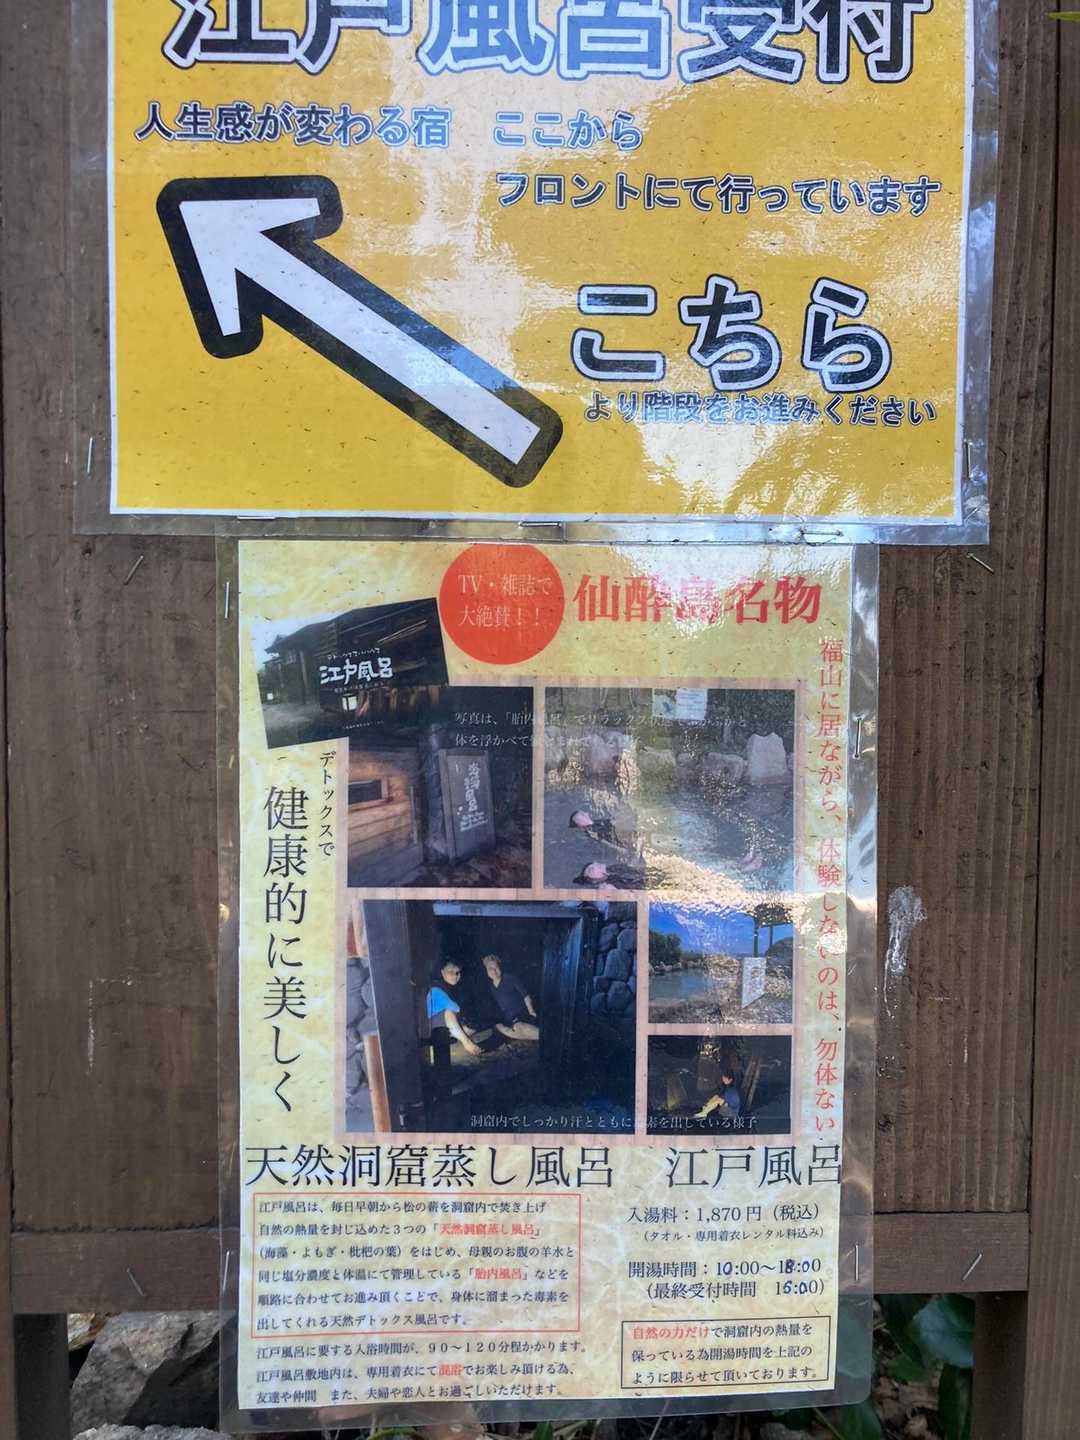 江戸風呂受付
人生感が変わる宿　ここから
フロントにて行っています
こちら
より階段をお進みください
TV・雑誌で
大絶賛！！
仙酔島名物
福山に居ながら、体験しないのは、勿体ない
江戸風呂
写真は、「胎内風呂」でリラックス
体を浮かべて
デトックスで
健康的に美しく
洞窟内でしっかり汗とともに毒素を出している様子
天然洞窟蒸し風呂　江戸風呂
江戸風呂は、毎日早朝から松の薪を洞窟内で焚き上げ
自然の熱量を封じ込めた３つの「天然洞窟蒸し風呂」
（海藻・よもぎ・枇杷の葉）をはじめ、母親のお腹の羊水と
同じ塩分濃度と体温にて管理している「胎内風呂」などを
順路に合わせてお進み頂くことで、身体に溜まった毒素を
出してくれる天然デトックス風呂です。
江戸風呂に要する入浴時間が、９０～１２０分程かかります。
江戸風呂敷地内は、専用着衣にて混浴でお楽しみ頂ける為、
友達や仲間　また、夫婦や恋人とお過ごしいただけます。
入湯料：1,870 円（税込）
（タオル・専用着衣レンタル料込み）
開湯時間：10:00～18:00
（最終受付時間　16:00）
自然の力だけで洞窟内の熱量を
保っている為開湯時間を上記の
ように限らせて頂いております。